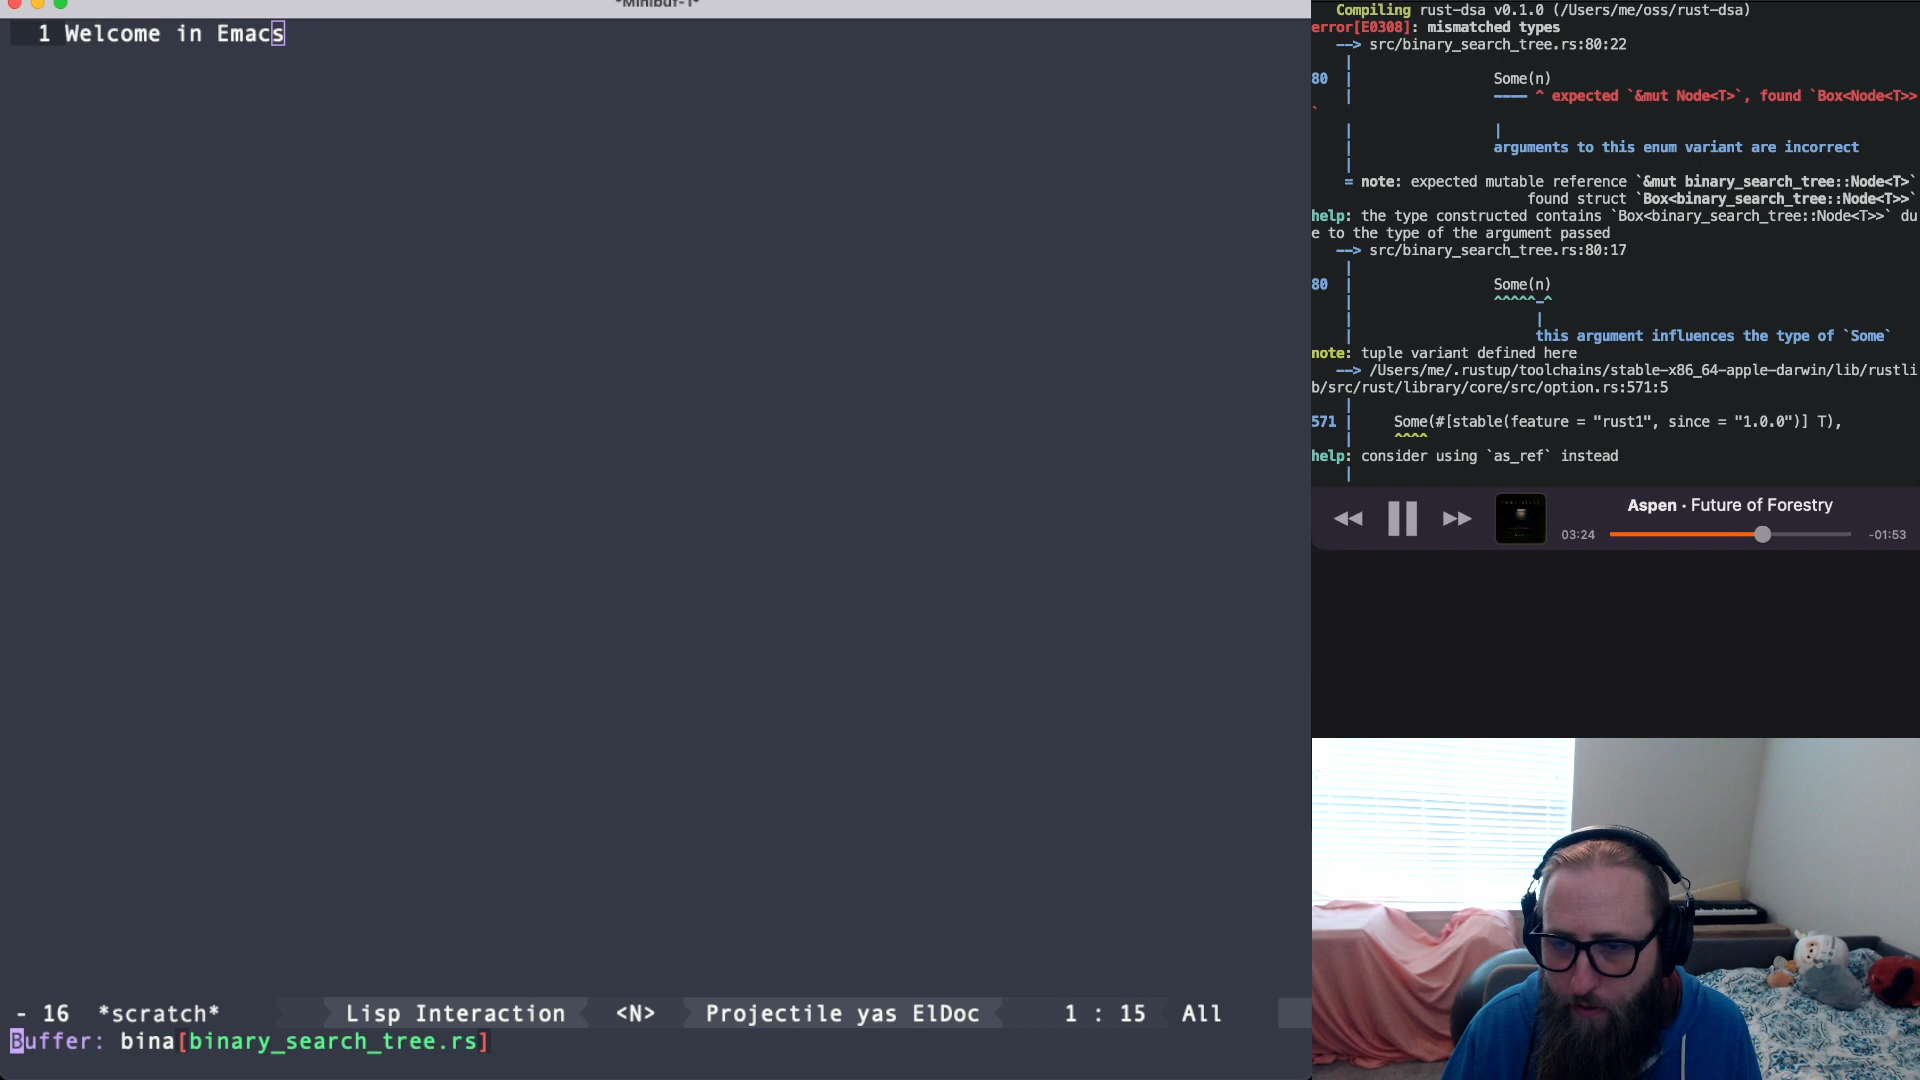 *Minibuf-1*
1 Welcome in Emacs
- 16 *scratch* Lisp Interaction <N> Projectile yas ElDoc 1 : 15 All
Buffer: bina[binary_search_tree.rs]
Compiling rust-dsa v0.1.0 (/Users/me/oss/rust-dsa)
error[E0308]: mismatched types
--> src/binary_search_tree.rs:80:22
|
80 | Some(n)
| ---- ^ expected `&mut Node<T>`, found `Box<Node<T>>
`
| |
| arguments to this enum variant are incorrect
|
= note: expected mutable reference `&mut binary_search_tree::Node<T>`
found struct `Box<binary_search_tree::Node<T>>`
help: the type constructed contains `Box<binary_search_tree::Node<T>>` du
e to the type of the argument passed
--> src/binary_search_tree.rs:80:17
|
80 | Some(n)
| ^^^^^-^
| |
| this argument influences the type of `Some`
note: tuple variant defined here
--> /Users/me/.rustup/toolchains/stable-x86_64-apple-darwin/lib/rustli
b/src/rust/library/core/src/option.rs:571:5
|
571 | Some(#[stable(feature = "rust1", since = "1.0.0")] T),
| ^^^^
help: consider using `as_ref` instead
|
Aspen · Future of Forestry
03:24 -01:53